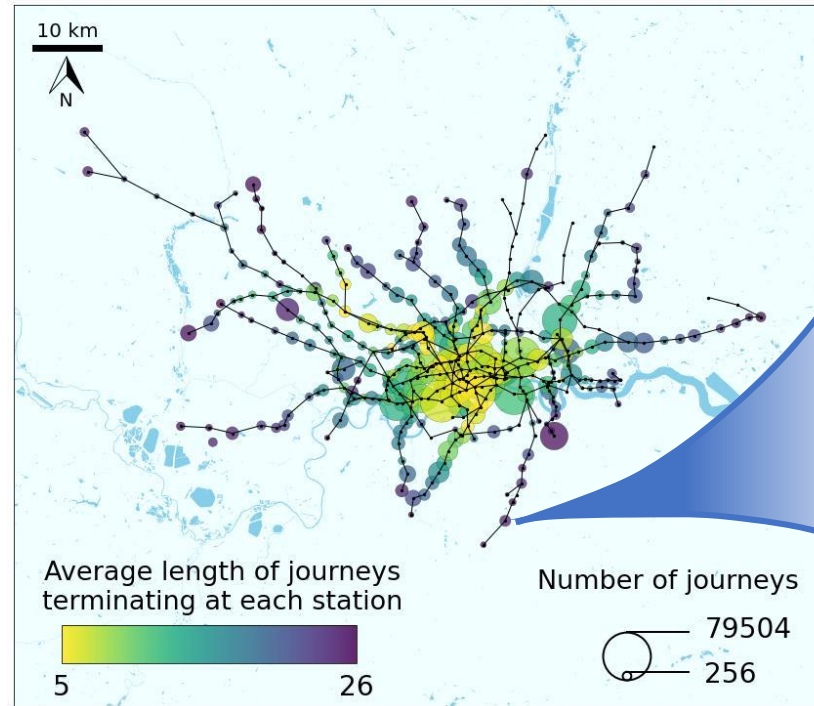 10 km
N
Average length of journeys
terminating at each station
5 26
Number of journeys
79504
256